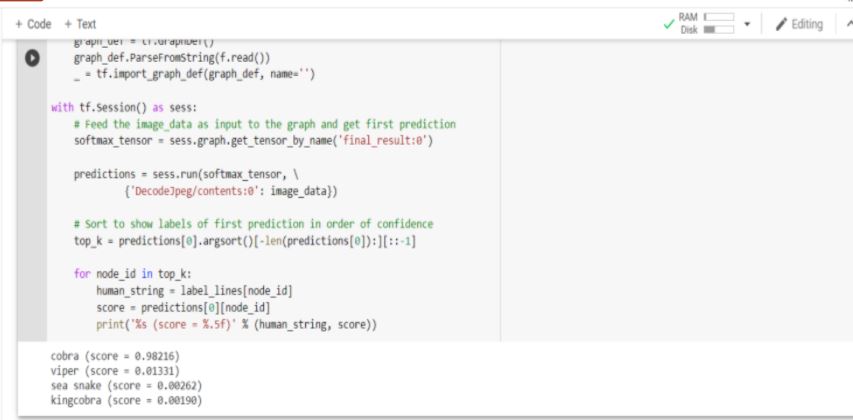 + Code + Text
RAM
Disk
Editing
graph_def = tf.GraphDef()
graph_def.ParseFromString(f.read())
_ = tf.import_graph_def(graph_def, name='')
with tf.Session() as sess:
# Feed the image_data as input to the graph and get first prediction
softmax_tensor = sess.graph.get_tensor_by_name('final_result:0')
predictions = sess.run(softmax_tensor, \
{'DecodeJpeg/contents:0': image_data})
# Sort to show labels of first prediction in order of confidence
top_k = predictions[0].argsort()[-len(predictions[0]):][::-1]
for node_id in top_k:
human_string = label_lines[node_id]
score = predictions[0][node_id]
print('%s (score = %.5f)' % (human_string, score))
cobra (score = 0.98216)
viper (score = 0.01331)
sea snake (score = 0.00262)
kingcobra (score = 0.00190)